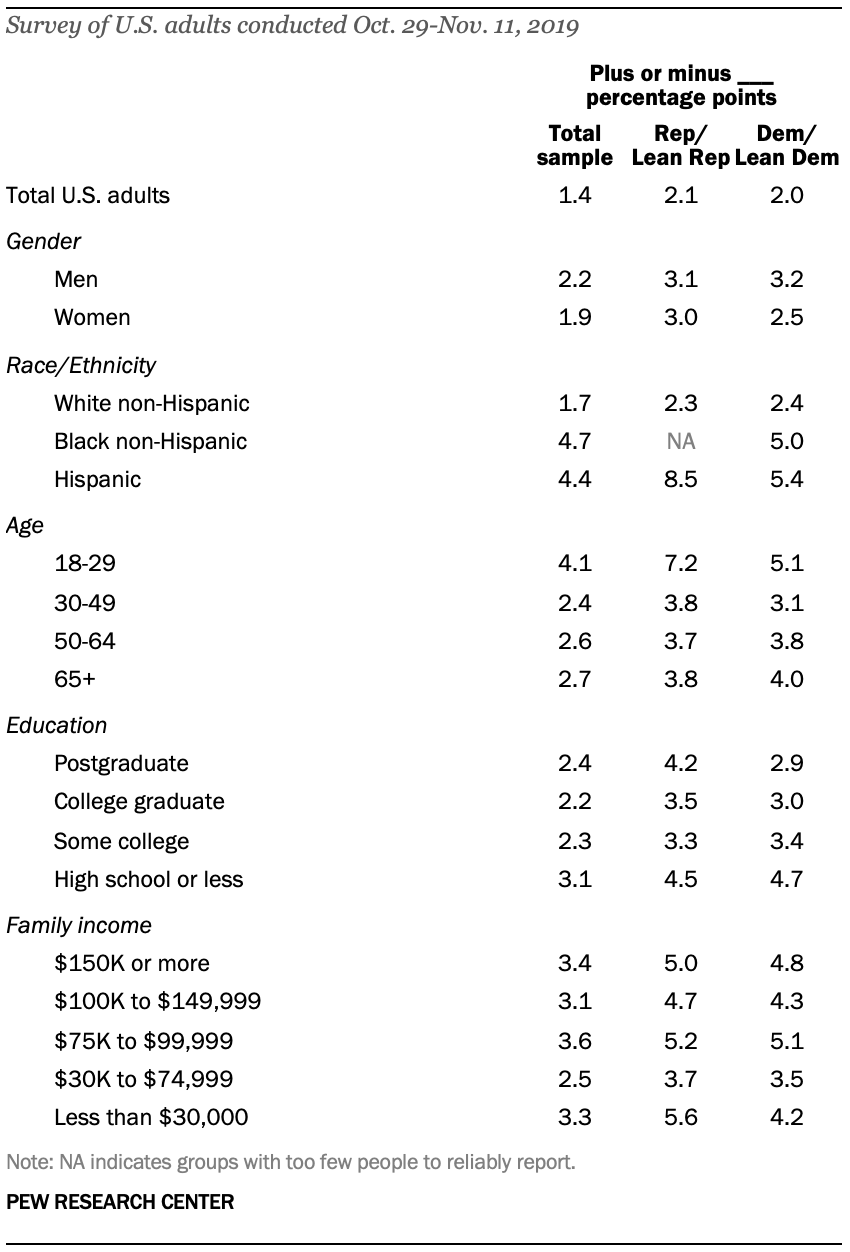 Survey of U.S. adults conducted Oct. 29-Nov. 11, 2019
Plus or minus ___
percentage points
Total sample Rep/ Lean Rep Dem/ Lean Dem
Total U.S. adults 1.4 2.1 2.0
Gender
Men 2.2 3.1 3.2
Women 1.9 3.0 2.5
Race/Ethnicity
White non-Hispanic 1.7 2.3 2.4
Black non-Hispanic 4.7 NA 5.0
Hispanic 4.4 8.5 5.4
Age
18-29 4.1 7.2 5.1
30-49 2.4 3.8 3.1
50-64 2.6 3.7 3.8
65+ 2.7 3.8 4.0
Education
Postgraduate 2.4 4.2 2.9
College graduate 2.2 3.5 3.0
Some college 2.3 3.3 3.4
High school or less 3.1 4.5 4.7
Family income
$150K or more 3.4 5.0 4.8
$100K to $149,999 3.1 4.7 4.3
$75K to $99,999 3.6 5.2 5.1
$30K to $74,999 2.5 3.7 3.5
Less than $30,000 3.3 5.6 4.2
Note: NA indicates groups with too few people to reliably report.
PEW RESEARCH CENTER